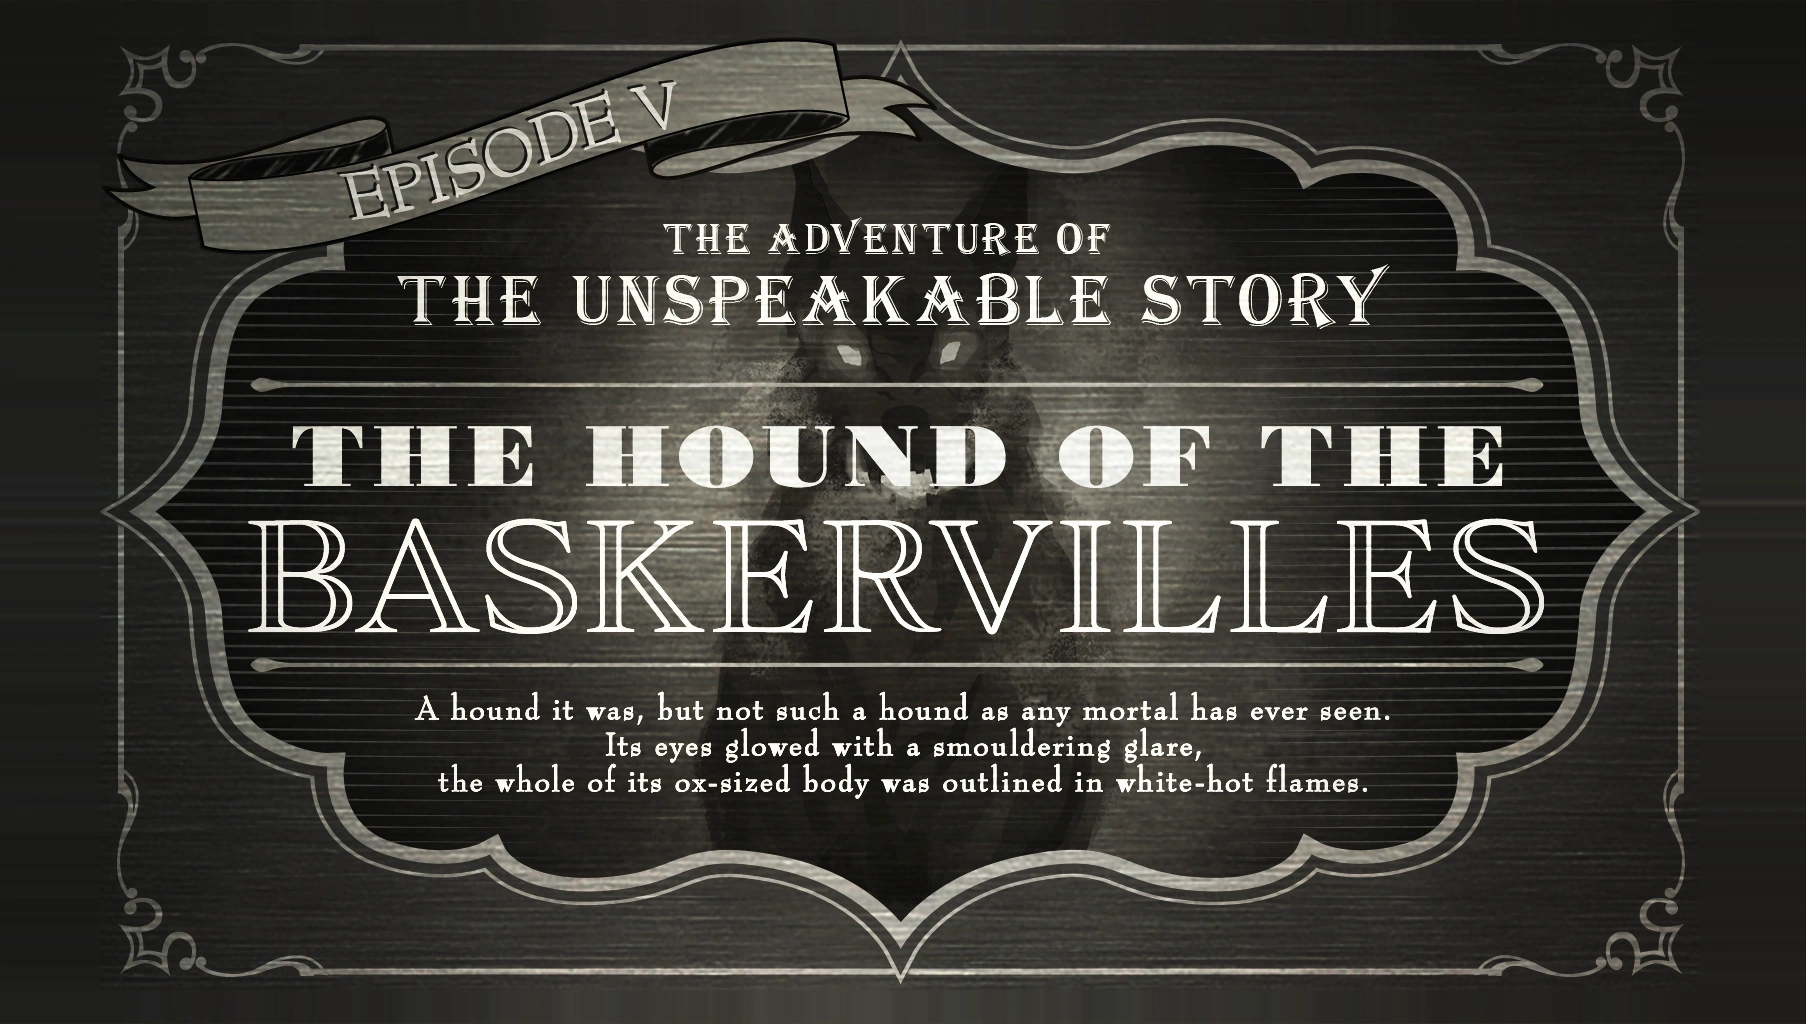 EPISODE V
THE ADVENTURE OF
THE UNSPEAKABLE STORY
THE HOUND OF THE
BASKERVILLES
A hound it was, but not such a hound as any mortal has ever seen.
Its eyes glowed with a smouldering glare,
the whole of its ox-sized body was outlined in white-hot flames.